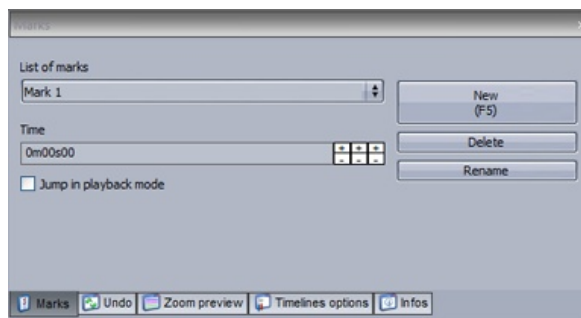 Marks
List of marks
Mark 1
New
(F5)
Time
Delete
0m00s00
Rename
Jump in playback mode
Marks Undo Zoom preview Timelines options Infos